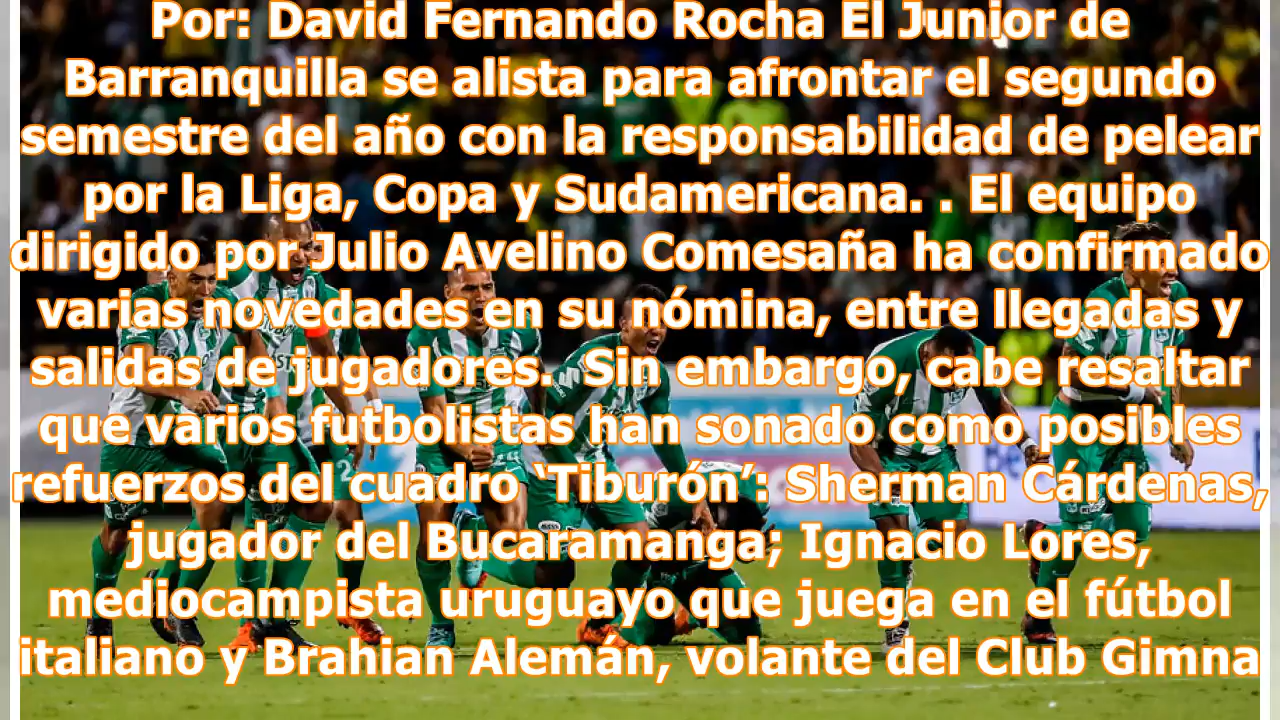 Por: David Fernando Rocha El Junior de
Barranquilla se alista para afrontar el segundo
semestre del año con la responsabilidad de pelear
por la Liga, Copa y Sudamericana. . El equipo
dirigido por Julio Avelino Comesaña ha confirmado
varias novedades en su nómina, entre llegadas y
salidas de jugadores. Sin embargo, cabe resaltar
que varios futbolistas han sonado como posibles
refuerzos del cuadro ‘Tiburón’: Sherman Cárdenas,
jugador del Bucaramanga; Ignacio Lores,
mediocampista uruguayo que juega en el fútbol
italiano y Brahian Alemán, volante del Club Gimna